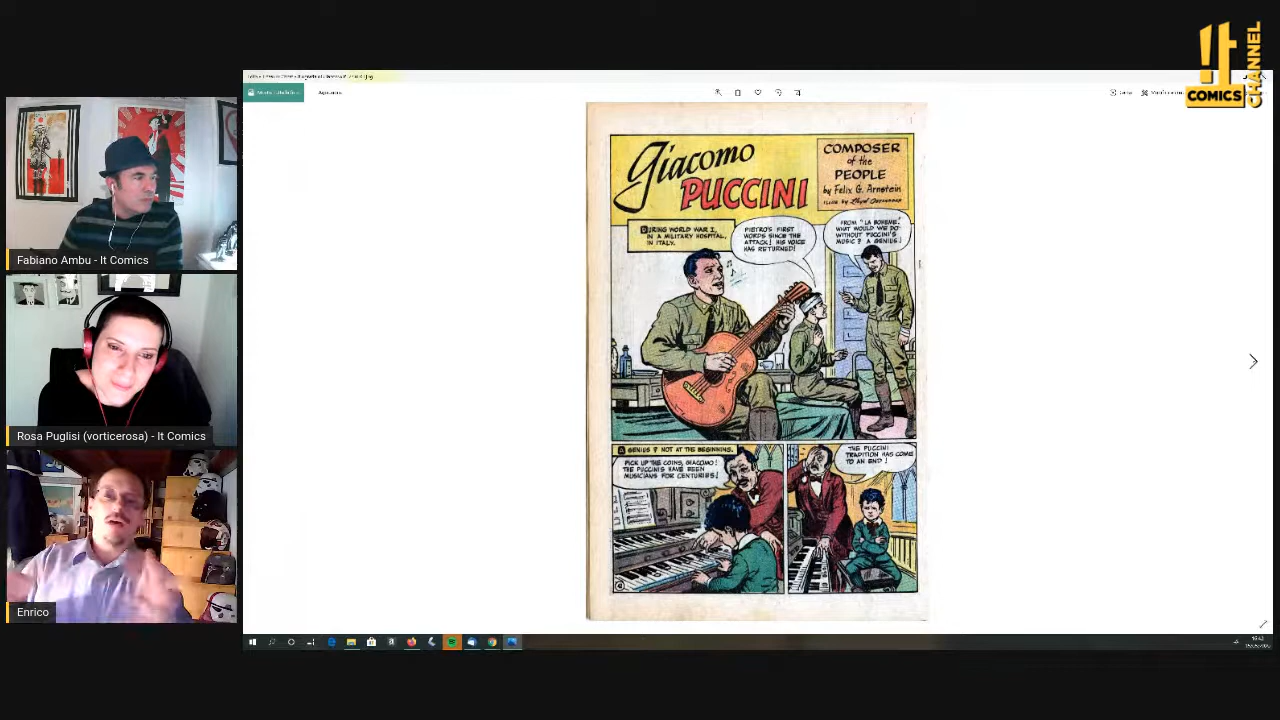 !t
COMICS
CHANNEL
Fabiano Ambu - It Comics
Rosa Puglisi (vorticerosa) - It Comics
Enrico
Giacomo
PUCCINI
COMPOSER
of the
PEOPLE
by Felix G. Arnstein
DURING WORLD WAR I,
IN A MILITARY HOSPITAL,
IN ITALY.
PIETRO'S FIRST
WORDS SINCE THE
ATTACK! HIS VOICE
HAS RETURNED!
FROM "LA BOHEME."
WHAT WOULD WE DO
WITHOUT PUCCINI'S
MUSIC? A GENIUS!
A GENIUS? NOT AT THE BEGINNING.
PICK UP THE COINS, GIACOMO!
THE PUCCINIS HAVE BEEN
MUSICIANS FOR CENTURIES!
THE PUCCINI
TRADITION HAS COME
TO AN END!